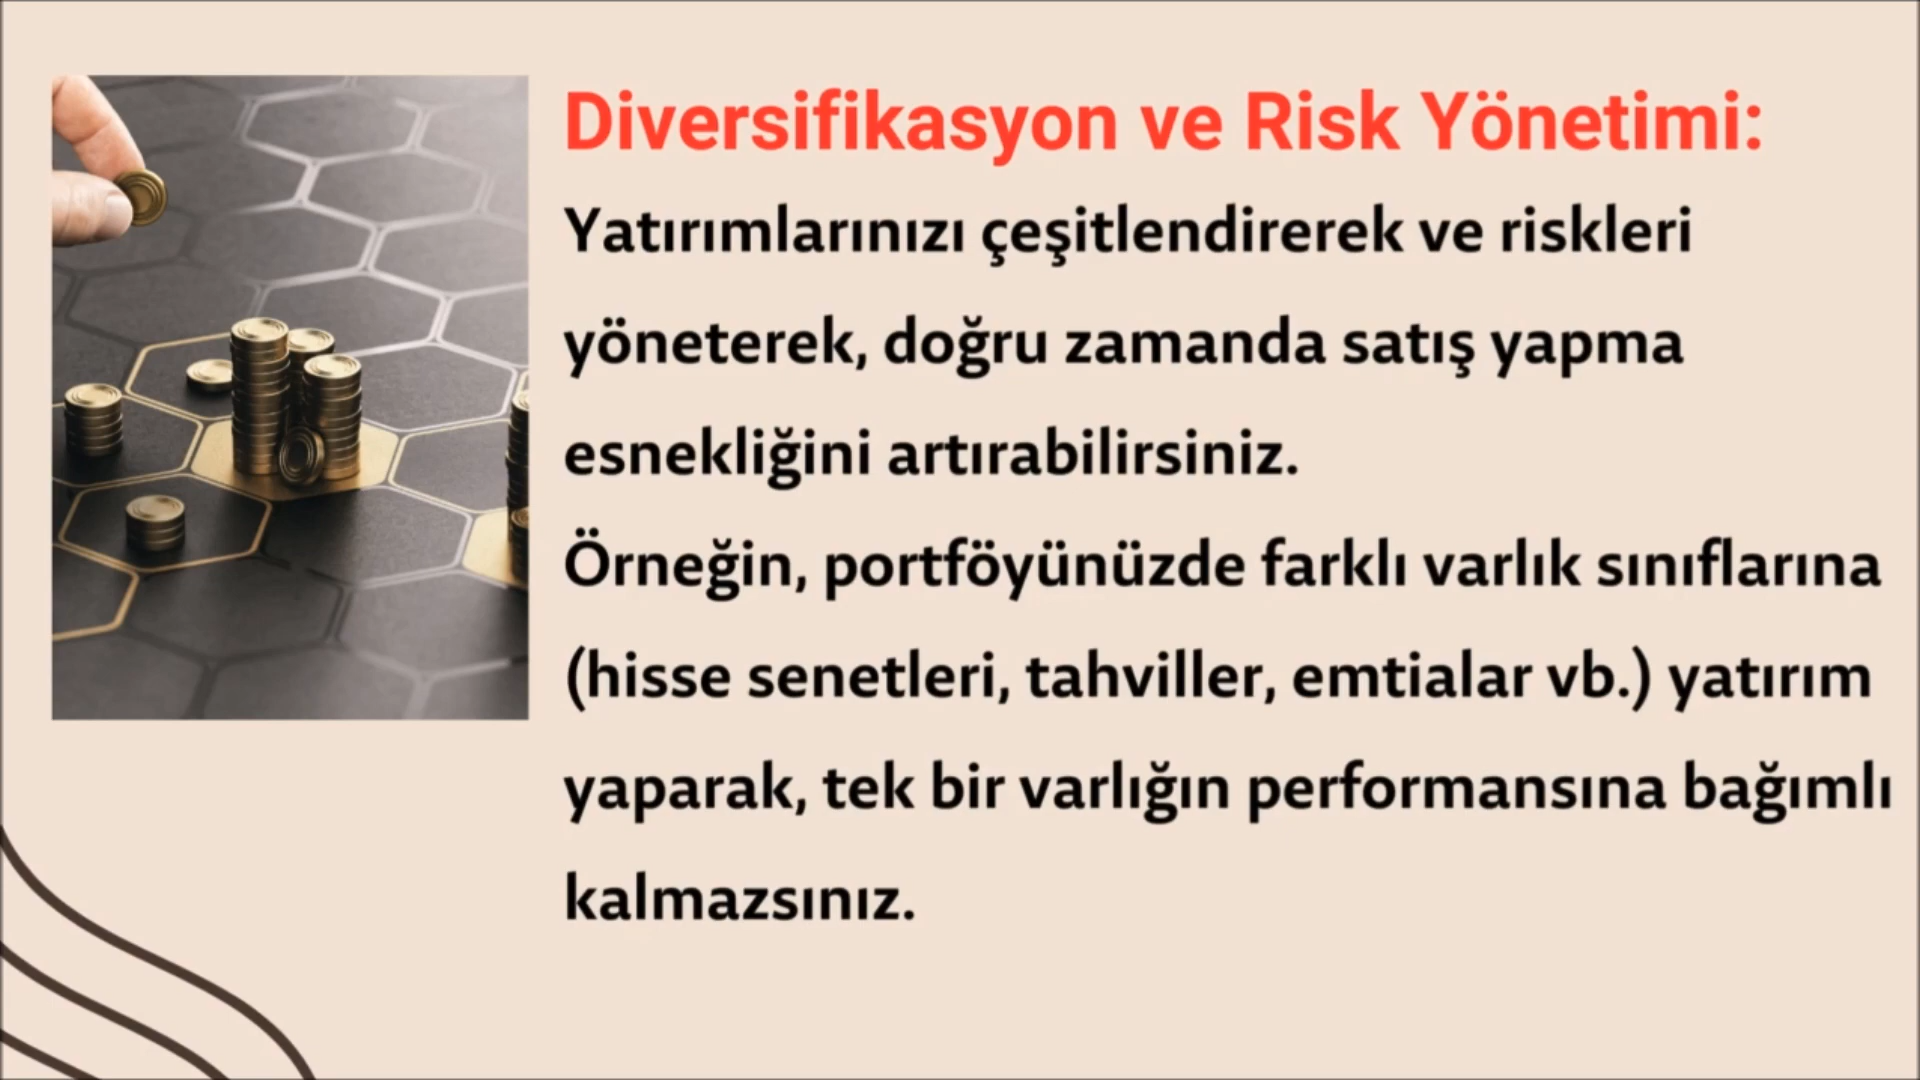 Diversifikasyon ve Risk Yönetimi:
Yatırımlarınızı çeşitlendirerek ve riskleri
yöneterek, doğru zamanda satış yapma
esnekliğini artırabilirsiniz.
Örneğin, portföyünüzde farklı varlık sınıflarına
(hisse senetleri, tahviller, emtialar vb.) yatırım
yaparak, tek bir varlığın performansına bağımlı
kalmazsınız.